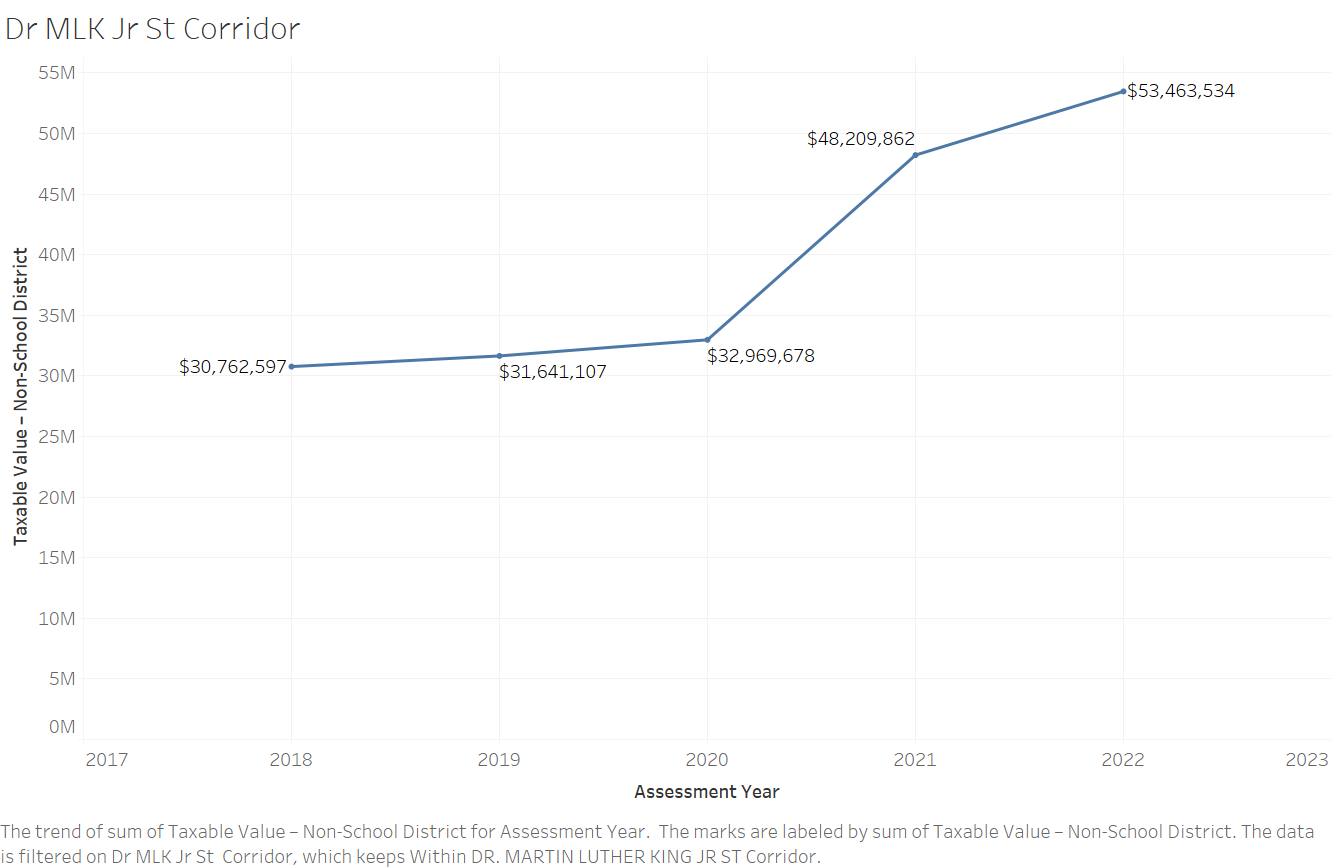 Dr MLK Jr St Corridor
55M
50M
45M
40M
35M
30M
25M
20M
15M
10M
5M
0M
Taxable Value – Non-School District
$30,762,597
$31,641,107
$32,969,678
$48,209,862
$53,463,534
2017 2018 2019 2020 2021 2022 2023
Assessment Year
The trend of sum of Taxable Value – Non-School District for Assessment Year.  The marks are labeled by sum of Taxable Value – Non-School District. The data
is filtered on Dr MLK Jr St  Corridor, which keeps Within DR. MARTIN LUTHER KING JR ST Corridor.